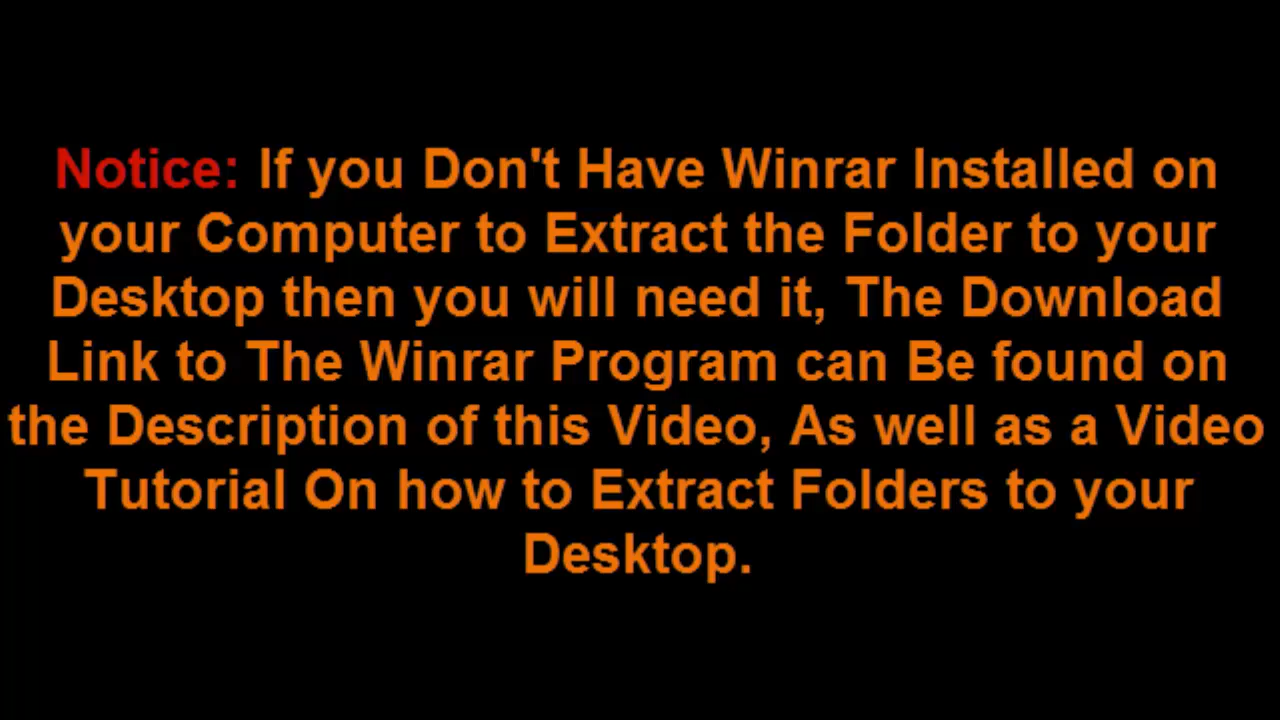 Notice: If you Don't Have Winrar Installed on
your Computer to Extract the Folder to your
Desktop then you will need it, The Download
Link to The Winrar Program can Be found on
the Description of this Video, As well as a Video
Tutorial On how to Extract Folders to your
Desktop.